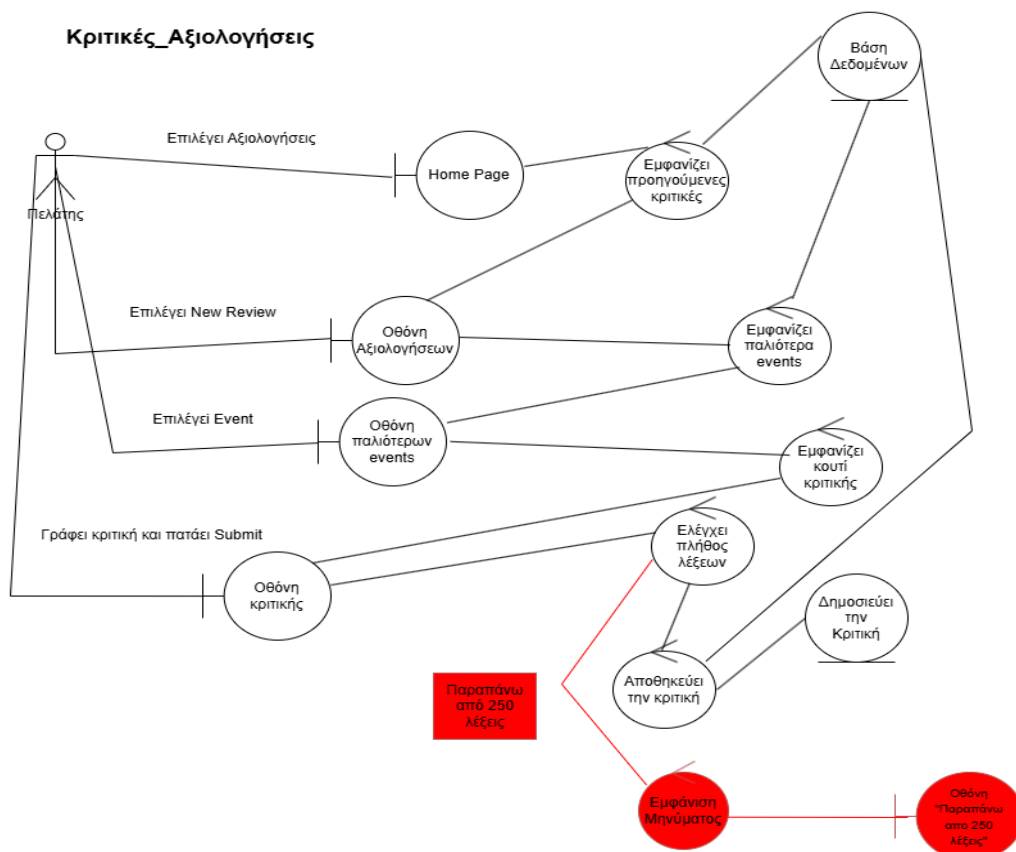 Κριτικές_Αξιολογήσεις
Βάση
Δεδομένων
Επιλέγει Αξιολογήσεις
Home Page
Εμφανίζει
προηγούμενες
κριτικές
Πελάτης
Επιλέγει New Review
Οθόνη
Αξιολογήσεων
Εμφανίζει
παλιότερα
events
Επιλέγεί Event
Οθόνη
παλιότερων
events
Εμφανίζει
κουτί
κριτικής
Γράφει κριτική και πατάει Submit
Ελέγχει
πλήθος
λέξεων
Οθόνη
κριτικής
Δημοσιεύει
την
Κριτική
Αποθηκεύει
την κριτική
Παραπάνω
από 250
λέξεις
Εμφάνιση
Μηνύματος
Οθόνη
"Παραπάνω
απο 250
λέξεις"